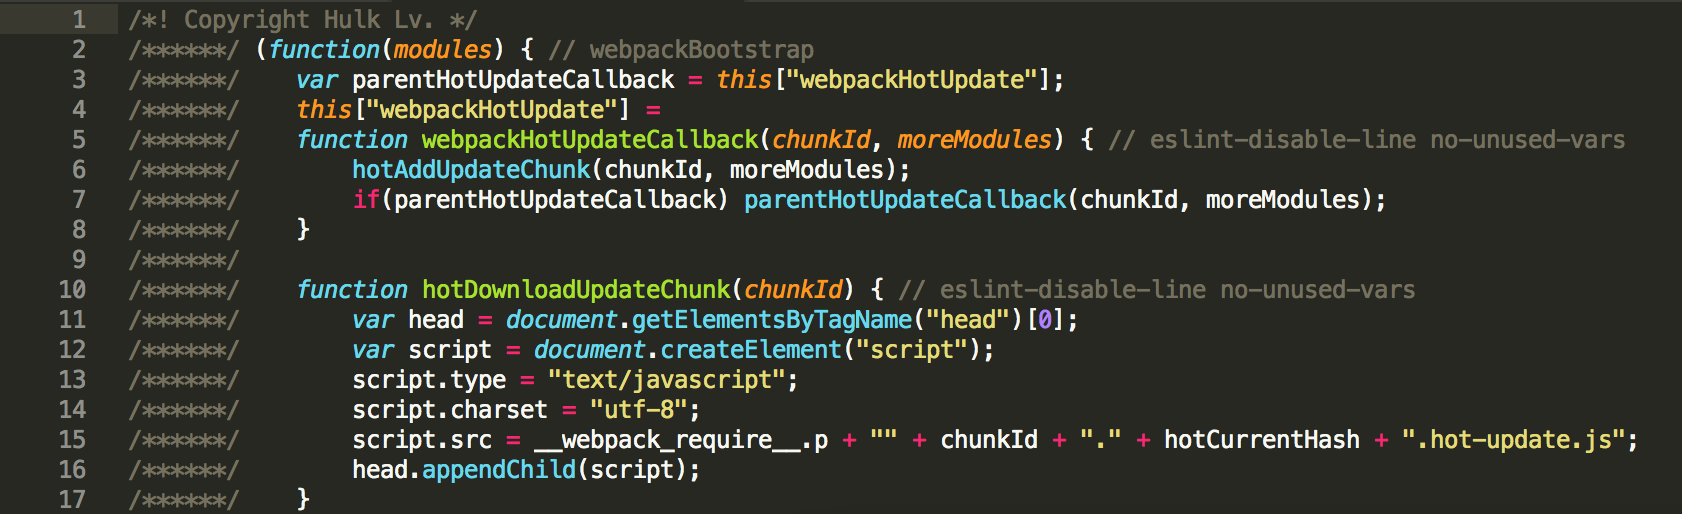 1 /*! Copyright Hulk Lv. */
2 /******/ (function(modules) { // webpackBootstrap
3 /******/ var parentHotUpdateCallback = this["webpackHotUpdate"];
4 /******/ this["webpackHotUpdate"] =
5 /******/ function webpackHotUpdateCallback(chunkId, moreModules) { // eslint-disable-line no-unused-vars
6 /******/ hotAddUpdateChunk(chunkId, moreModules);
7 /******/ if(parentHotUpdateCallback) parentHotUpdateCallback(chunkId, moreModules);
8 /******/ }
9 /******/
10 /******/ function hotDownloadUpdateChunk(chunkId) { // eslint-disable-line no-unused-vars
11 /******/ var head = document.getElementsByTagName("head")[0];
12 /******/ var script = document.createElement("script");
13 /******/ script.type = "text/javascript";
14 /******/ script.charset = "utf-8";
15 /******/ script.src = __webpack_require__.p + "" + chunkId + "." + hotCurrentHash + ".hot-update.js";
16 /******/ head.appendChild(script);
17 /******/ }